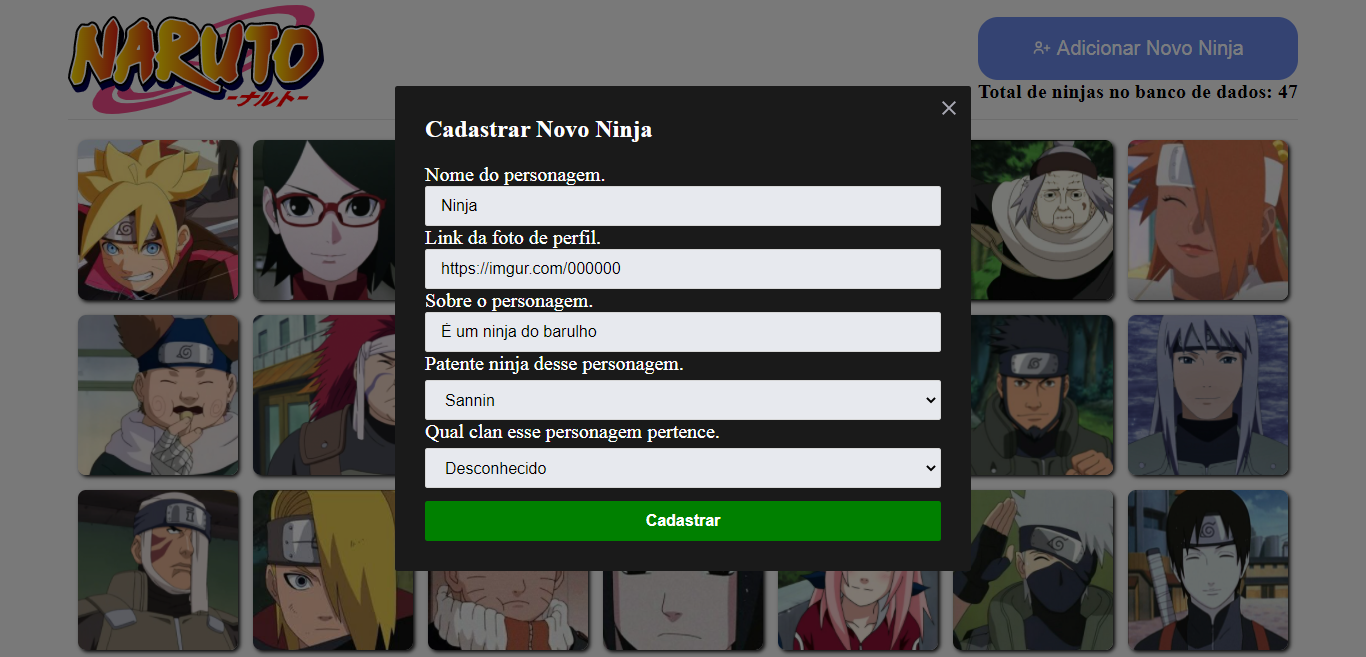 NARUTO
-ナルト-
Adicionar Novo Ninja
Total de ninjas no banco de dados: 47
Cadastrar Novo Ninja
Nome do personagem.
Ninja
Link da foto de perfil.
https://imgur.com/000000
Sobre o personagem.
É um ninja do barulho
Patente ninja desse personagem.
Sannin
Qual clan esse personagem pertence.
Desconhecido
Cadastrar